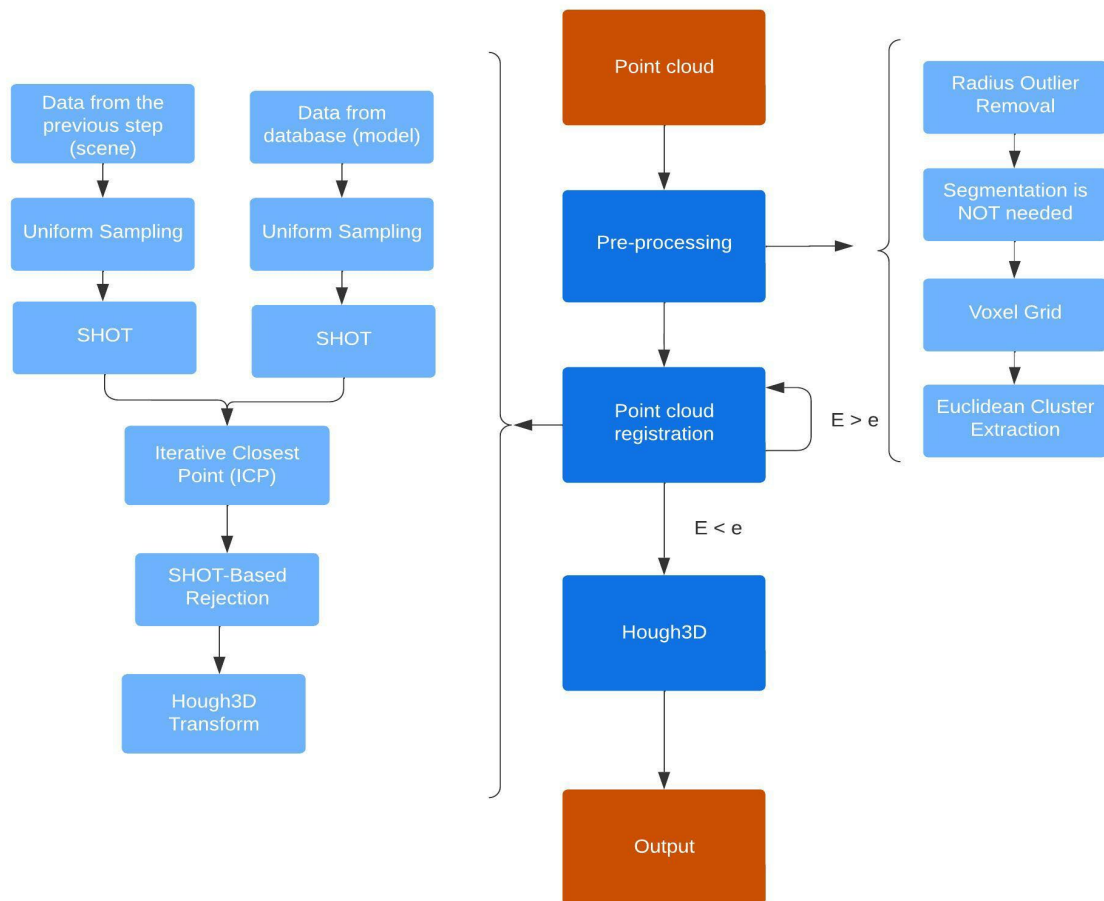 Point cloud
Pre-processing
Point cloud
registration
E > e
E < e
Hough3D
Output
Radius Outlier
Removal
Segmentation is
NOT needed
Voxel Grid
Euclidean Cluster
Extraction
Data from the
previous step
(scene)
Uniform Sampling
SHOT
Data from
database (model)
Uniform Sampling
SHOT
Iterative Closest
Point (ICP)
SHOT-Based
Rejection
Hough3D
Transform